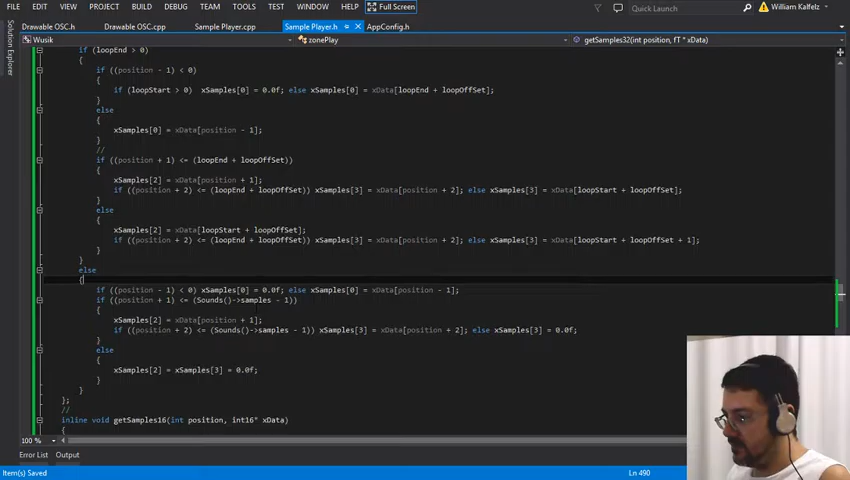 FILE EDIT VIEW PROJECT BUILD DEBUG TEAM TOOLS TEST ANALYZE WINDOW HELP Full Screen Quick Launch William Kalfelz
Drawable OSC.h Drawable OSC.cpp Sample Player.cpp Sample Player.h AppConfig.h
Solution Explorer
Wusik zonePlay getSamples32(int position, fT * xData)
if (loopEnd > 0)
{
if ((position - 1) < 0)
{
if (loopStart > 0) xSamples[0] = 0.0f; else xSamples[0] = xData[loopEnd + loopOffSet];
}
else
{
xSamples[0] = xData[position - 1];
}
//
if ((position + 1) <= (loopEnd + loopOffSet))
{
xSamples[2] = xData[position + 1];
if ((position + 2) <= (loopEnd + loopOffSet)) xSamples[3] = xData[position + 2]; else xSamples[3] = xData[loopStart + loopOffSet];
}
else
{
xSamples[2] = xData[loopStart + loopOffSet];
if ((position + 2) <= (loopEnd + loopOffSet)) xSamples[3] = xData[position + 2]; else xSamples[3] = xData[loopStart + loopOffSet + 1];
}
}
else
{
if ((position - 1) < 0) xSamples[0] = 0.0f; else xSamples[0] = xData[position - 1];
if ((position + 1) <= (Sounds()->samples - 1))
{
xSamples[2] = xData[position + 1];
if ((position + 2) <= (Sounds()->samples - 1)) xSamples[3] = xData[position + 2]; else xSamples[3] = 0.0f;
}
else
{
xSamples[2] = xSamples[3] = 0.0f;
}
}
};
//
inline void getSamples16(int position, int16* xData)
{
100 %
Error List Output
Item(s) Saved Ln 490